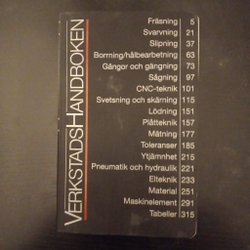 VERKSTADSHANDBOKEN
Fräsning 5
Svarvning 21
Slipning 37
Borrning/hålbearbetning 63
Gängor och gängning 73
Sågning 97
CNC-teknik 101
Svetsning och skärning 115
Lödning 151
Plåtteknik 157
Mätning 177
Toleranser 185
Ytjämnhet 215
Pneumatik och hydraulik 221
Elteknik 233
Material 251
Maskinelement 291
Tabeller 315